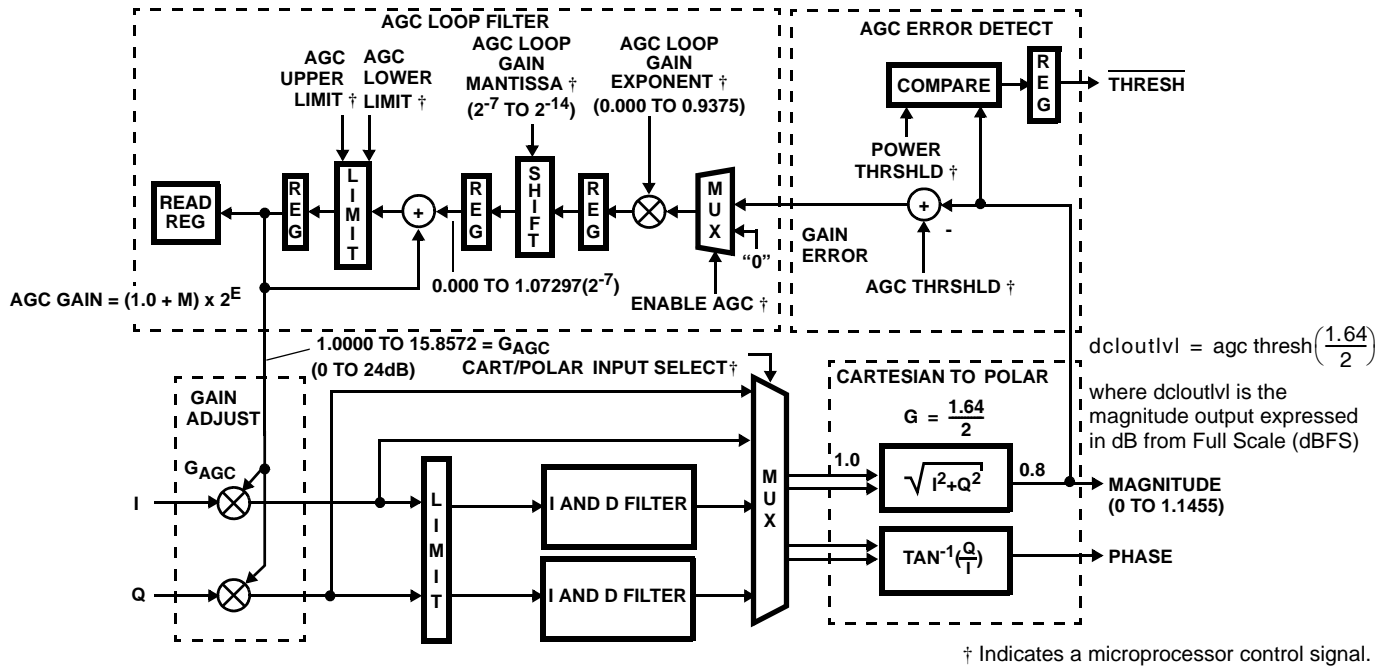 AGC LOOP FILTER
AGC ERROR DETECT
AGC
UPPER
LIMIT †
AGC
LOWER
LIMIT †
AGC LOOP
GAIN
MANTISSA †
(2-7 TO 2-14)
AGC LOOP
GAIN
EXPONENT †
(0.000 TO 0.9375)
COMPARE
REG
THRESH
POWER
THRSHLD †
READ
REG
REG
LIMIT
+
REG
SHIFT
REG
MUX
"0"
+
-
GAIN
ERROR
AGC THRSHLD †
0.000 TO 1.07297(2-7)
ENABLE AGC †
AGC GAIN = (1.0 + M) x 2E
1.0000 TO 15.8572 = GAGC
(0 TO 24dB)
CART/POLAR INPUT SELECT†
dcloutlvl = agc thresh(1.64/2)
where dcloutlvl is the
magnitude output expressed
in dB from Full Scale (dBFS)
GAIN
ADJUST
GAGC
I
Q
LIMIT
I AND D FILTER
I AND D FILTER
MUX
CARTESIAN TO POLAR
G = 1.64/2
1.0
√I2+Q2
0.8
MAGNITUDE
(0 TO 1.1455)
TAN-1(Q/I)
PHASE
† Indicates a microprocessor control signal.